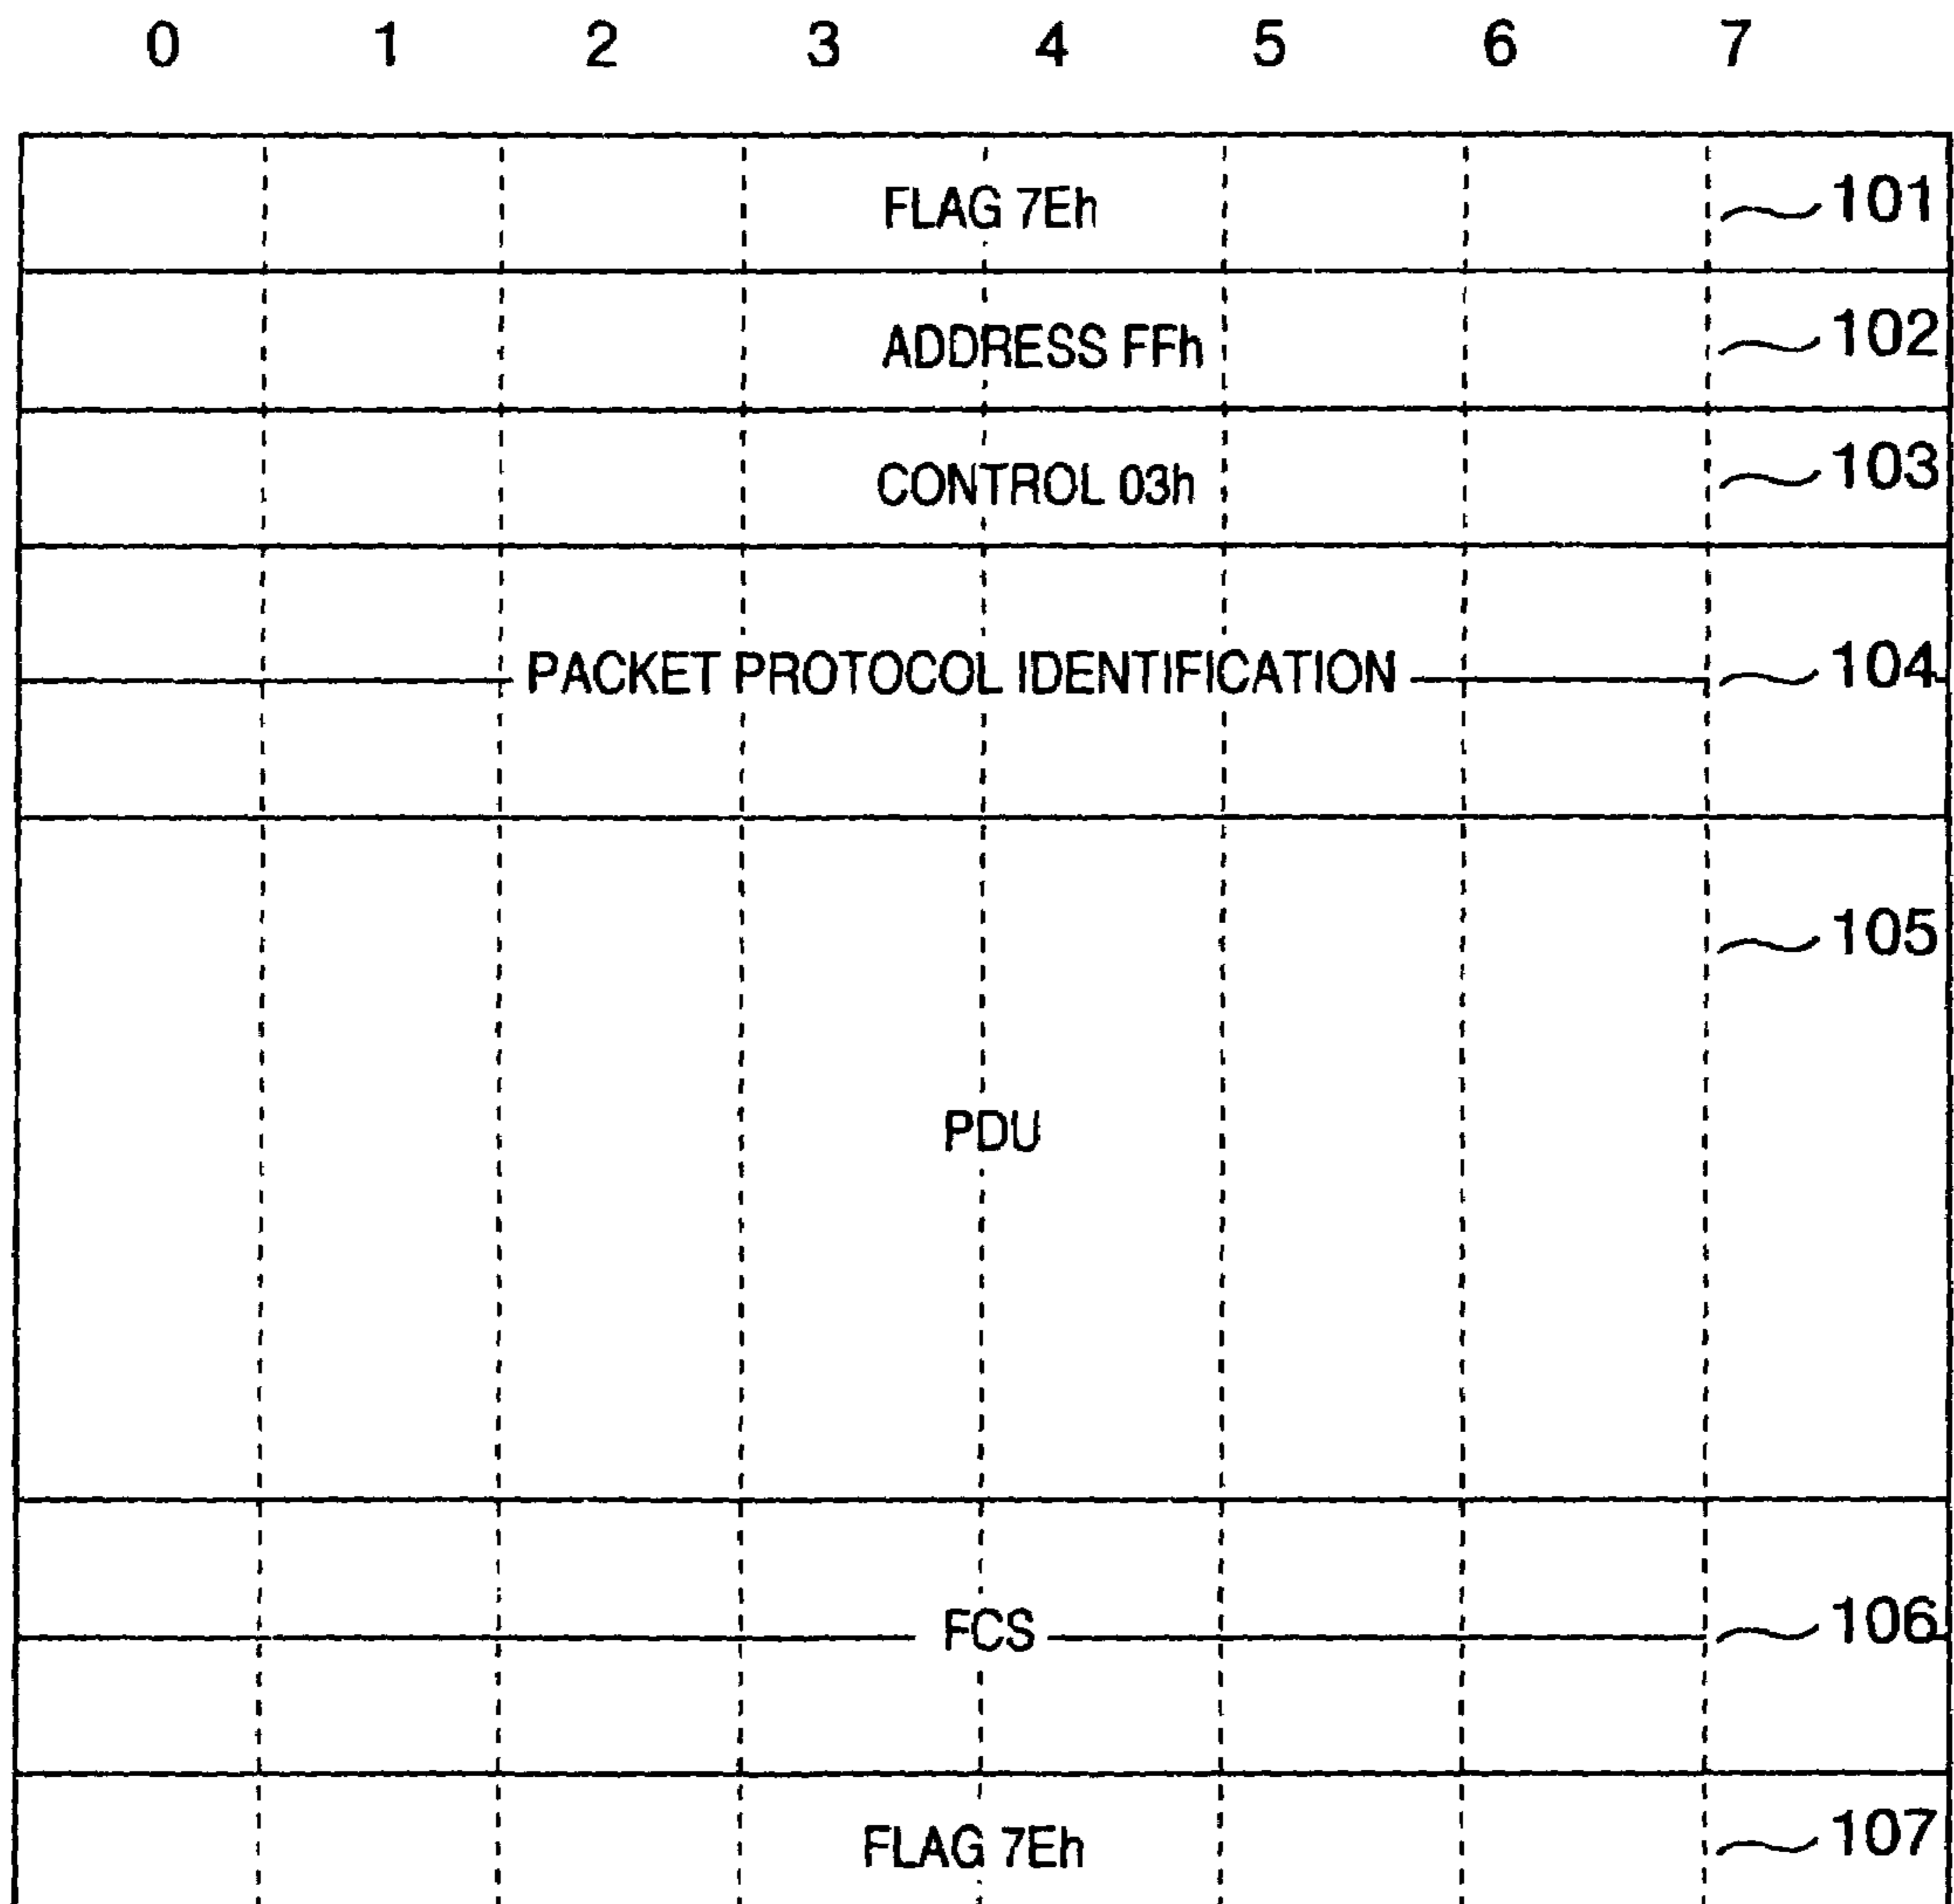 0 1 2 3 4 5 6 7
FLAG 7Eh 101
ADDRESS FFh 102
CONTROL 03h 103
PACKET PROTOCOL IDENTIFICATION 104
105
PDU
FCS 106
FLAG 7Eh 107